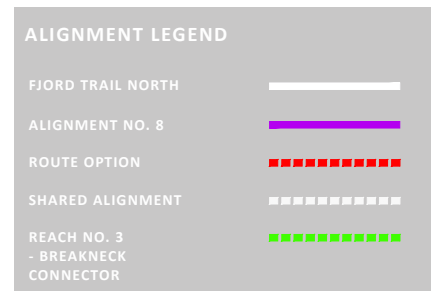 ALIGNMENT LEGEND
FJORD TRAIL NORTH
ALIGNMENT NO. 8
ROUTE OPTION
SHARED ALIGNMENT
REACH NO. 3
- BREAKNECK
CONNECTOR